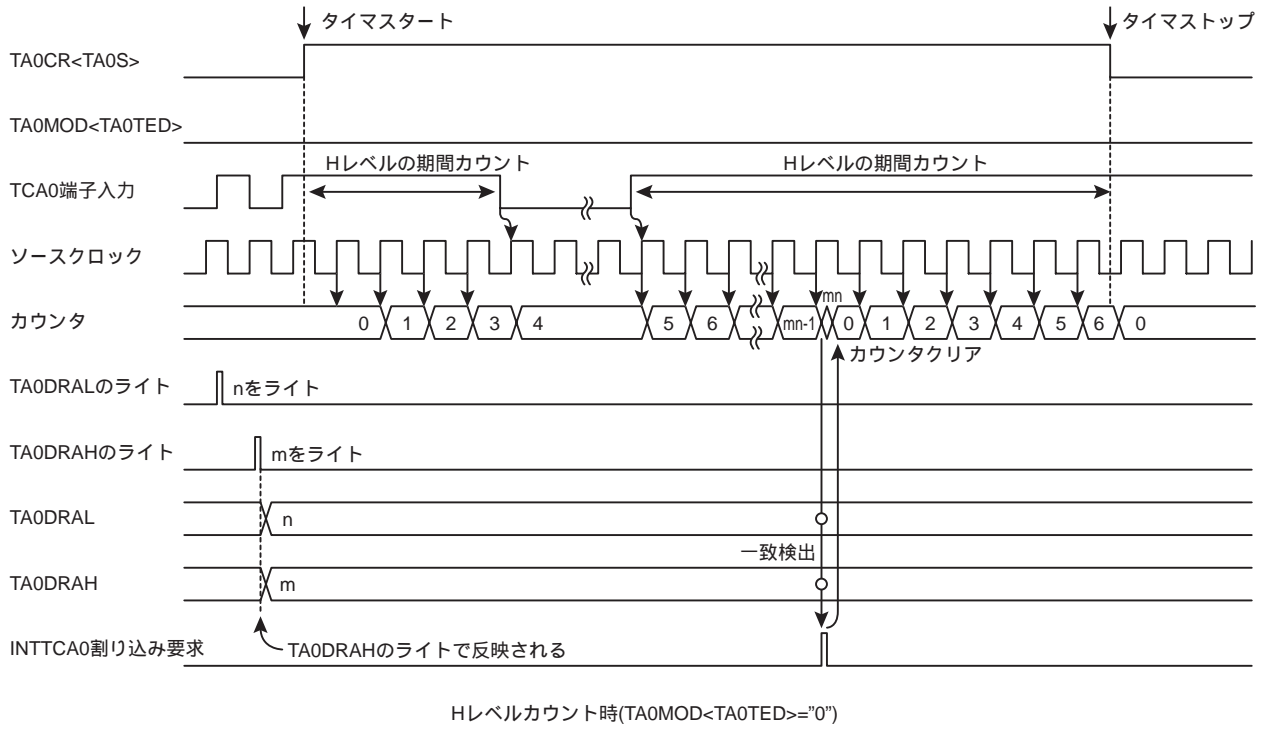 タイマスタート
タイマストップ
TA0CR<TA0S>
TA0MOD<TA0TED>
Hレベルの期間カウント
Hレベルの期間カウント
TCA0端子入力
ソースクロック
カウンタ
0 1 2 3 4 5 6 mn-1 mn 0 1 2 3 4 5 6 0
カウンタクリア
TA0DRALのライト
nをライト
TA0DRAHのライト
mをライト
TA0DRAL
n
一致検出
TA0DRAH
m
INTTCA0割り込み要求
TA0DRAHのライトで反映される
Hレベルカウント時(TA0MOD<TA0TED>=”0”)